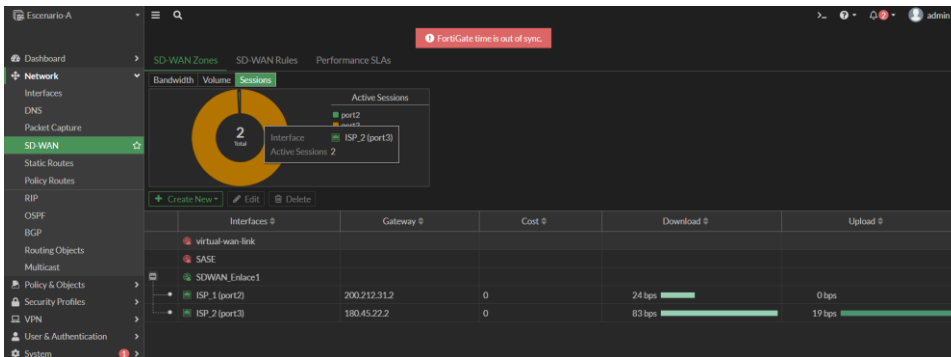 Escenario-A
admin
2
FortiGate time is out of sync.
Dashboard
Network
Interfaces
DNS
Packet Capture
SD-WAN
Static Routes
Policy Routes
RIP
OSPF
BGP
Routing Objects
Multicast
Policy & Objects
Security Profiles
VPN
User & Authentication
System 1
SD-WAN Zones SD-WAN Rules Performance SLAs
Bandwidth Volume Sessions
Active Sessions
port2
2
Total
Interface ISP_2 (port3)
Active Sessions 2
+ Create New Edit Delete
Interfaces Gateway Cost Download Upload
virtual-wan-link
SASE
SDWAN_Enlace1
ISP_1 (port2) 200.212.31.2 0 24 bps 0 bps
ISP_2 (port3) 180.45.22.2 0 83 bps 19 bps